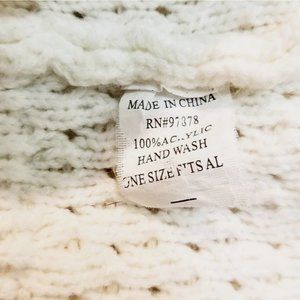 MADE IN CHINA
RN#97378
100%ACRYLIC
HAND WASH
ONE SIZE FITS AL